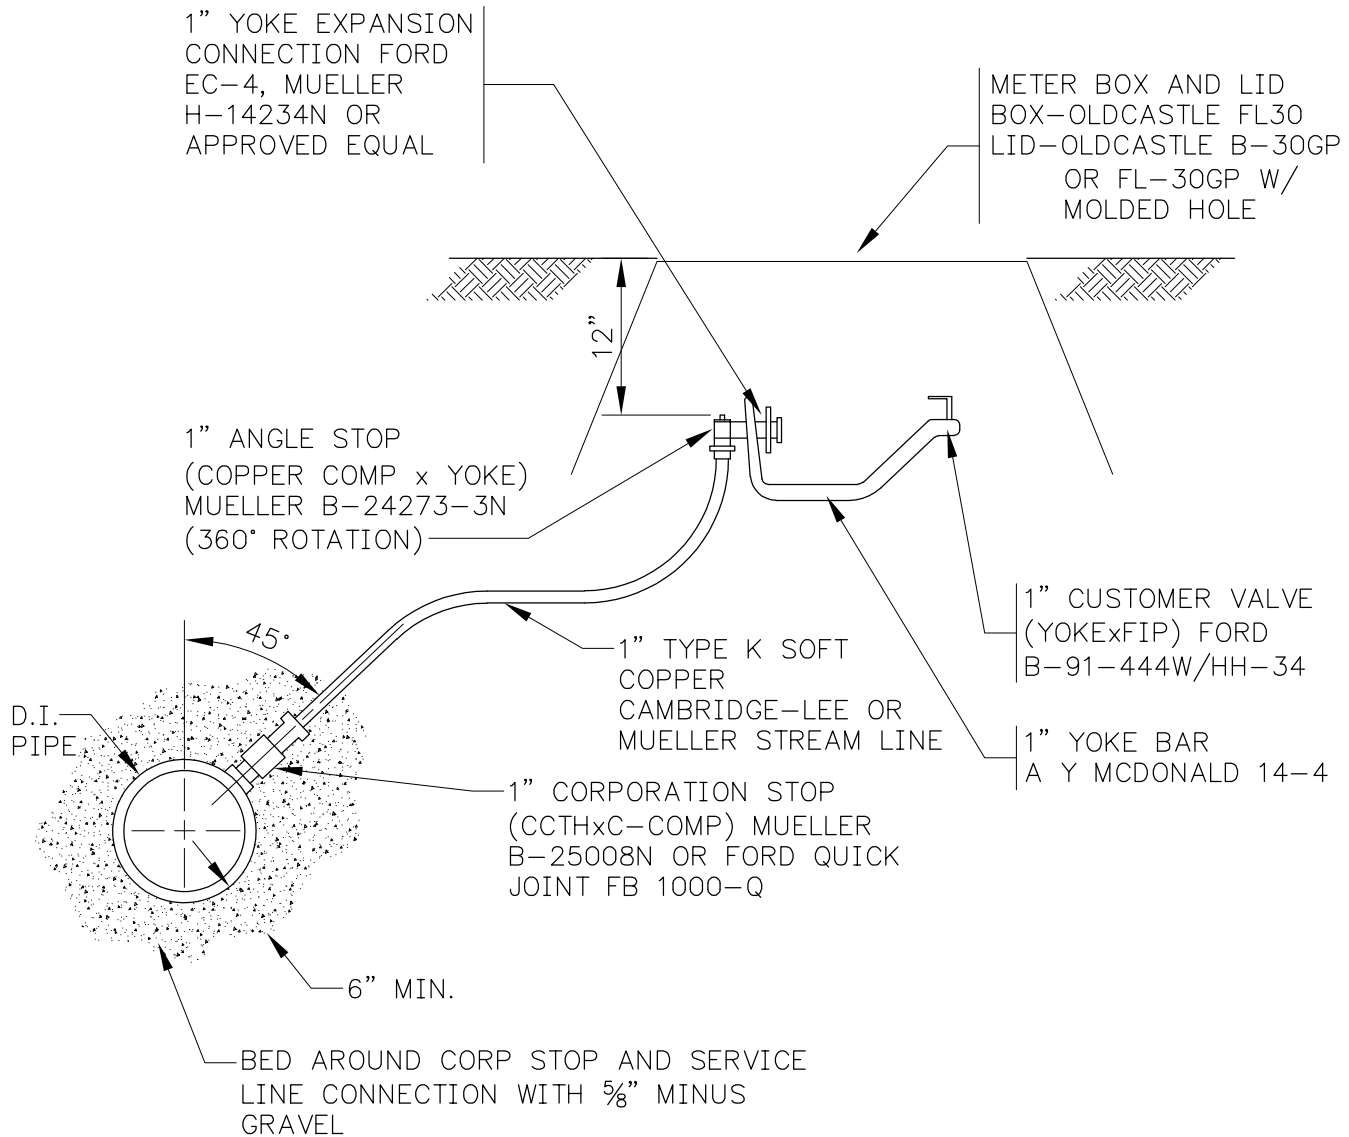 1" YOKE EXPANSION
CONNECTION FORD
EC-4, MUELLER
H-14234N OR
APPROVED EQUAL
METER BOX AND LID
BOX-OLDCASTLE FL30
LID-OLDCASTLE B-30GP
OR FL-30GP W/
MOLDED HOLE
12"
1" ANGLE STOP
(COPPER COMP x YOKE)
MUELLER B-24273-3N
(360° ROTATION)
1" CUSTOMER VALVE
(YOKExFIP) FORD
B-91-444W/HH-34
45°
1" TYPE K SOFT
COPPER
CAMBRIDGE-LEE OR
MUELLER STREAM LINE
D.I.
PIPE
1" YOKE BAR
A Y MCDONALD 14-4
1" CORPORATION STOP
(CCTHxC-COMP) MUELLER
B-25008N OR FORD QUICK
JOINT FB 1000-Q
6" MIN.
BED AROUND CORP STOP AND SERVICE
LINE CONNECTION WITH ⅝" MINUS
GRAVEL